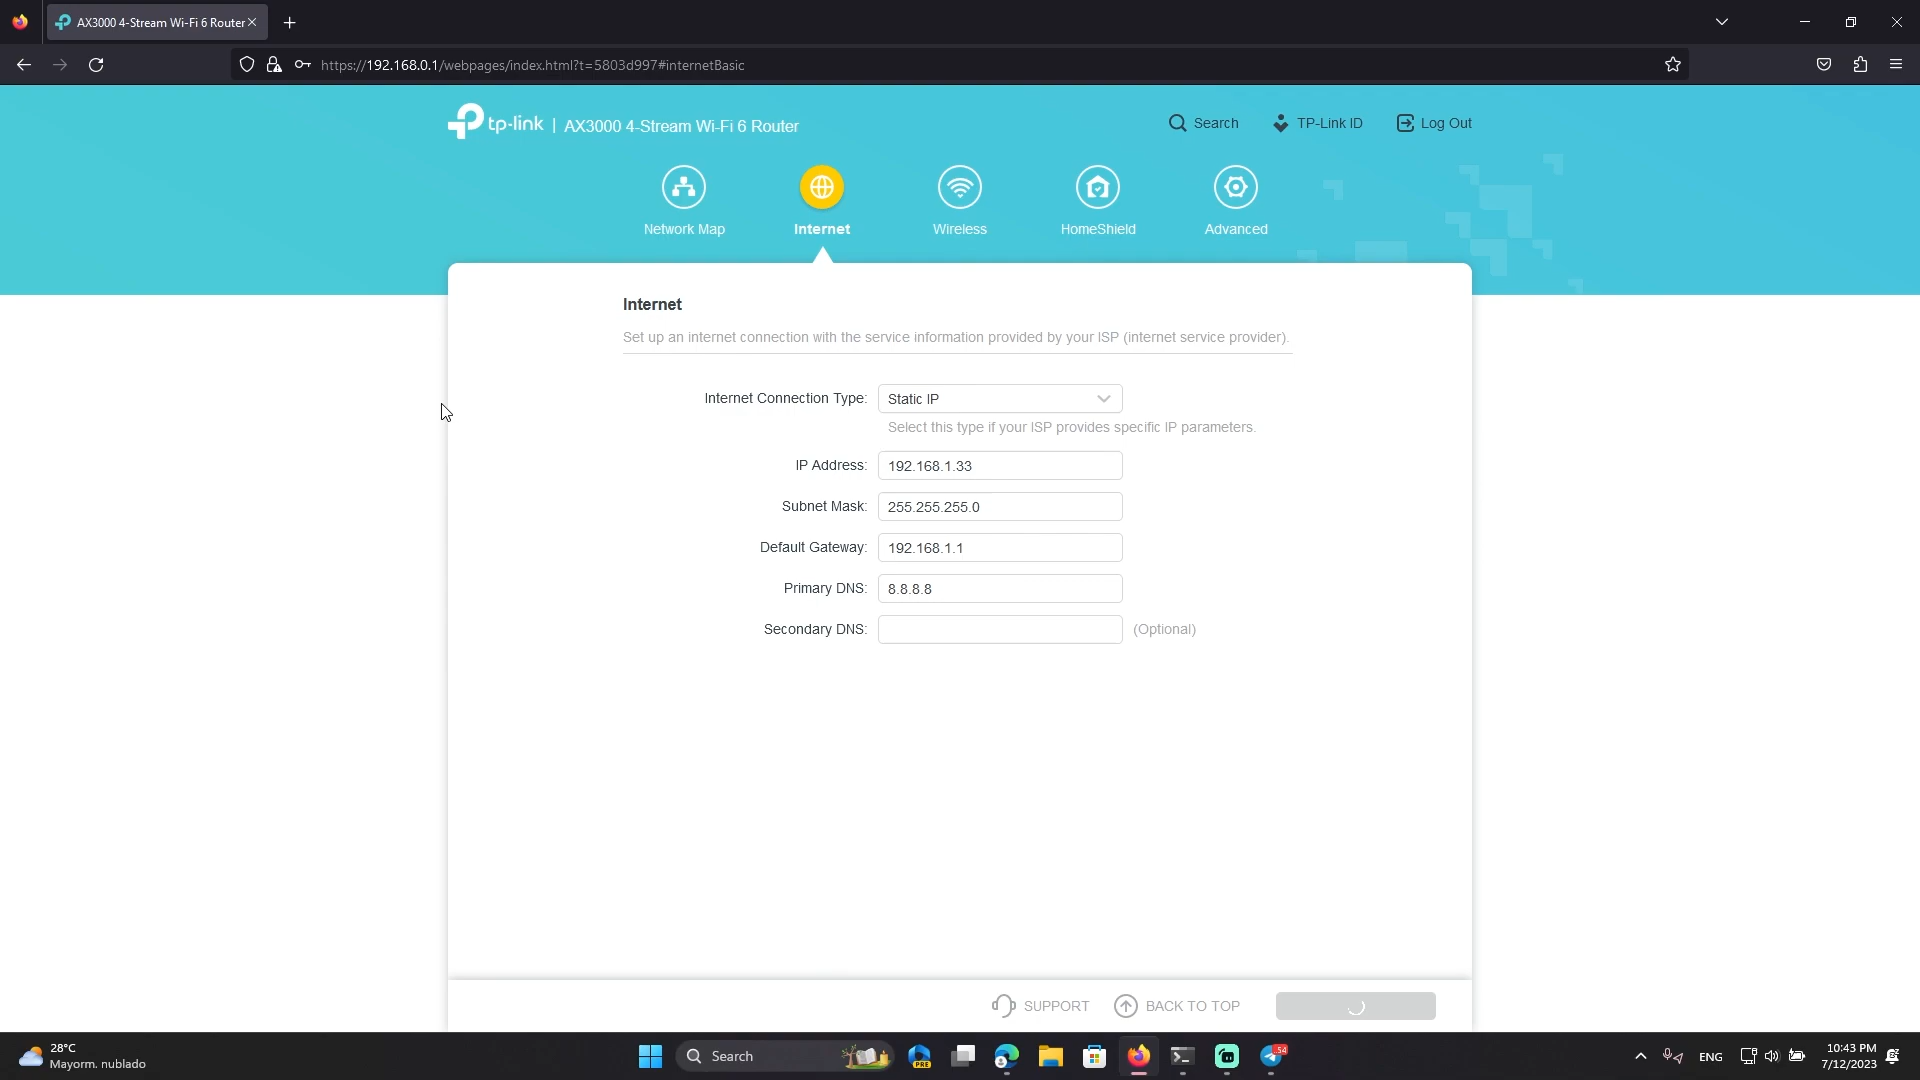 AX3000 4-Stream Wi-Fi 6 Router
https://192.168.0.1/webpages/index.html?t=5803d997#internetBasic
tp-link | AX3000 4-Stream Wi-Fi 6 Router
Search
TP-Link ID
Log Out
Network Map
Internet
Wireless
HomeShield
Advanced
Internet
Set up an internet connection with the service information provided by your ISP (internet service provider).
Internet Connection Type: Static IP
Select this type if your ISP provides specific IP parameters.
IP Address: 192.168.1.33
Subnet Mask: 255.255.255.0
Default Gateway: 192.168.1.1
Primary DNS: 8.8.8.8
Secondary DNS: (Optional)
SUPPORT
BACK TO TOP
28°C
Mayorm. nublado
Search
PRE
54
ENG
10:43 PM
7/12/2023